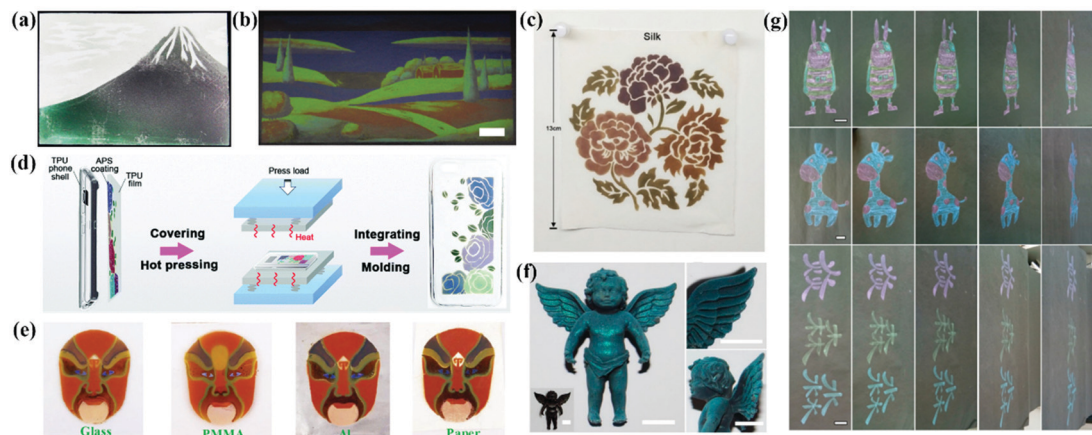 (a)
(b)
(c)
Silk
13cm
(d)
TPU phone shell
APS coating
TPU film
Covering
Hot pressing
Press load
Heat
Integrating
Molding
(e)
Glass
PMMA
Al
Paper
(f)
(g)